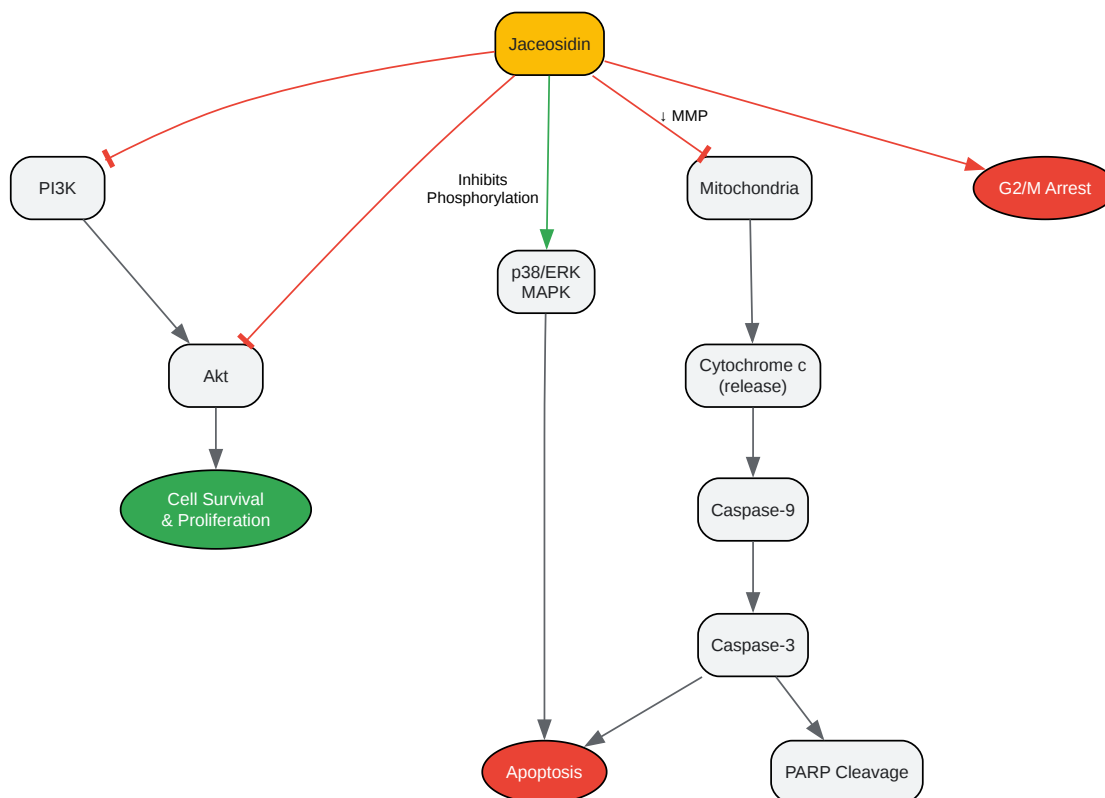 Jaceosidin
↓ MMP
PI3K
Inhibits
Phosphorylation
Mitochondria
G2/M Arrest
p38/ERK
MAPK
Akt
Cytochrome c
(release)
Cell Survival
& Proliferation
Caspase-9
Caspase-3
Apoptosis
PARP Cleavage